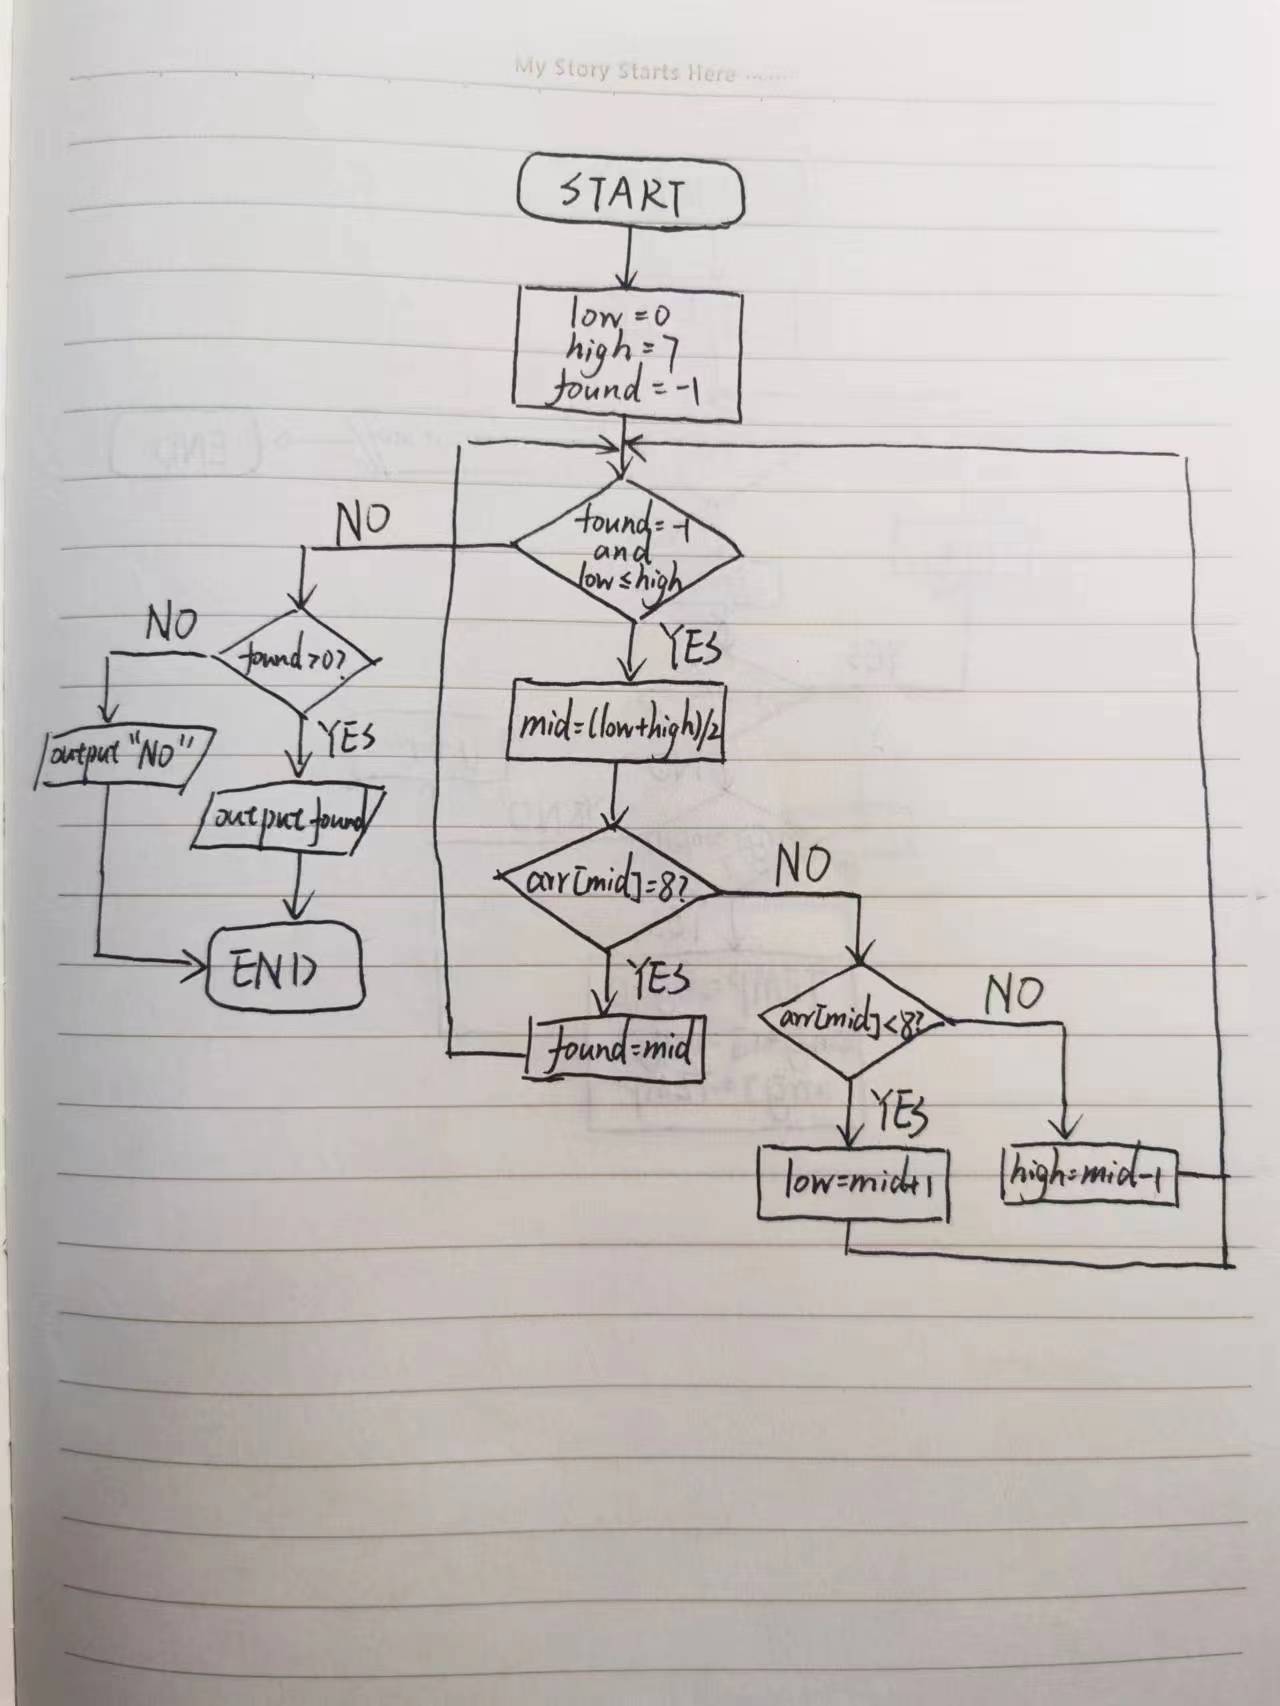 My Story Starts Here
START
low = 0
high = 7
found = -1
found = -1
and
low ≤ high
NO
YES
found>0?
NO
YES
output "NO"
output found
END
mid=(low+high)/2
arr[mid]=8?
NO
YES
found=mid
arr[mid]<8?
NO
YES
low=mid+1
high=mid-1